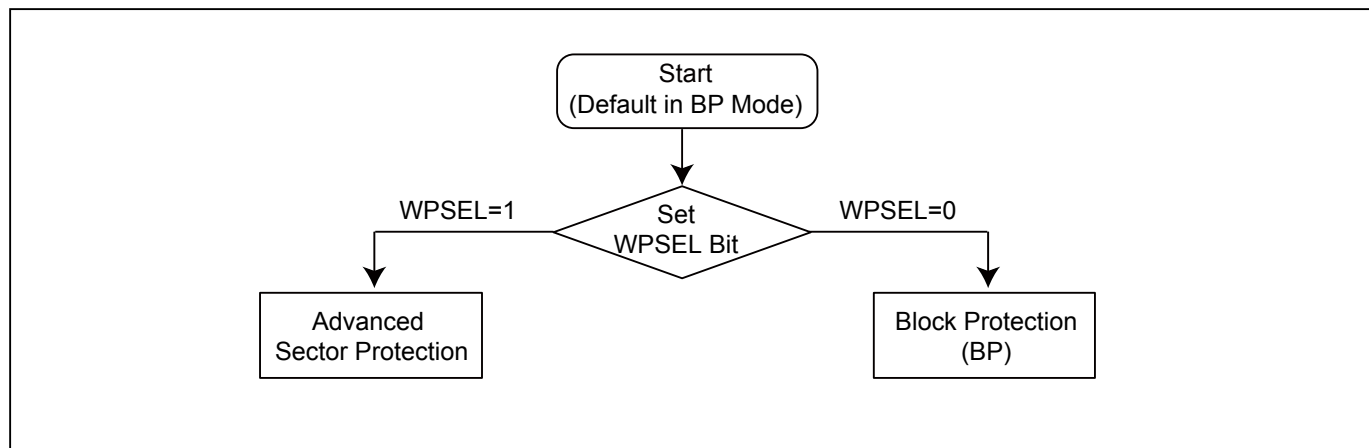 Start
(Default in BP Mode)
WPSEL=1
Set
WPSEL Bit
WPSEL=0
Advanced
Sector Protection
Block Protection
(BP)